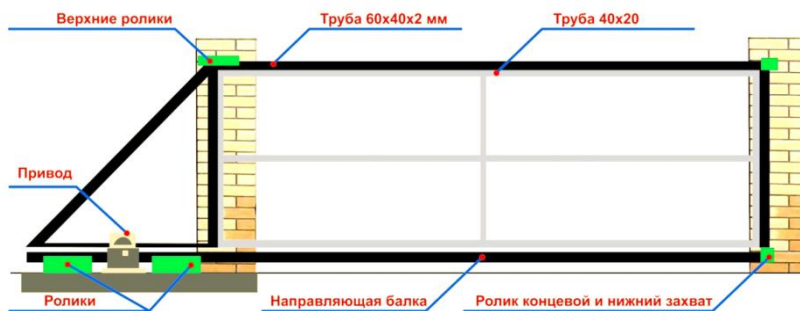 Верхние ролики
Труба 60х40х2 мм
Труба 40х20
Привод
Ролики
Направляющая балка
Ролик концевой и нижний захват